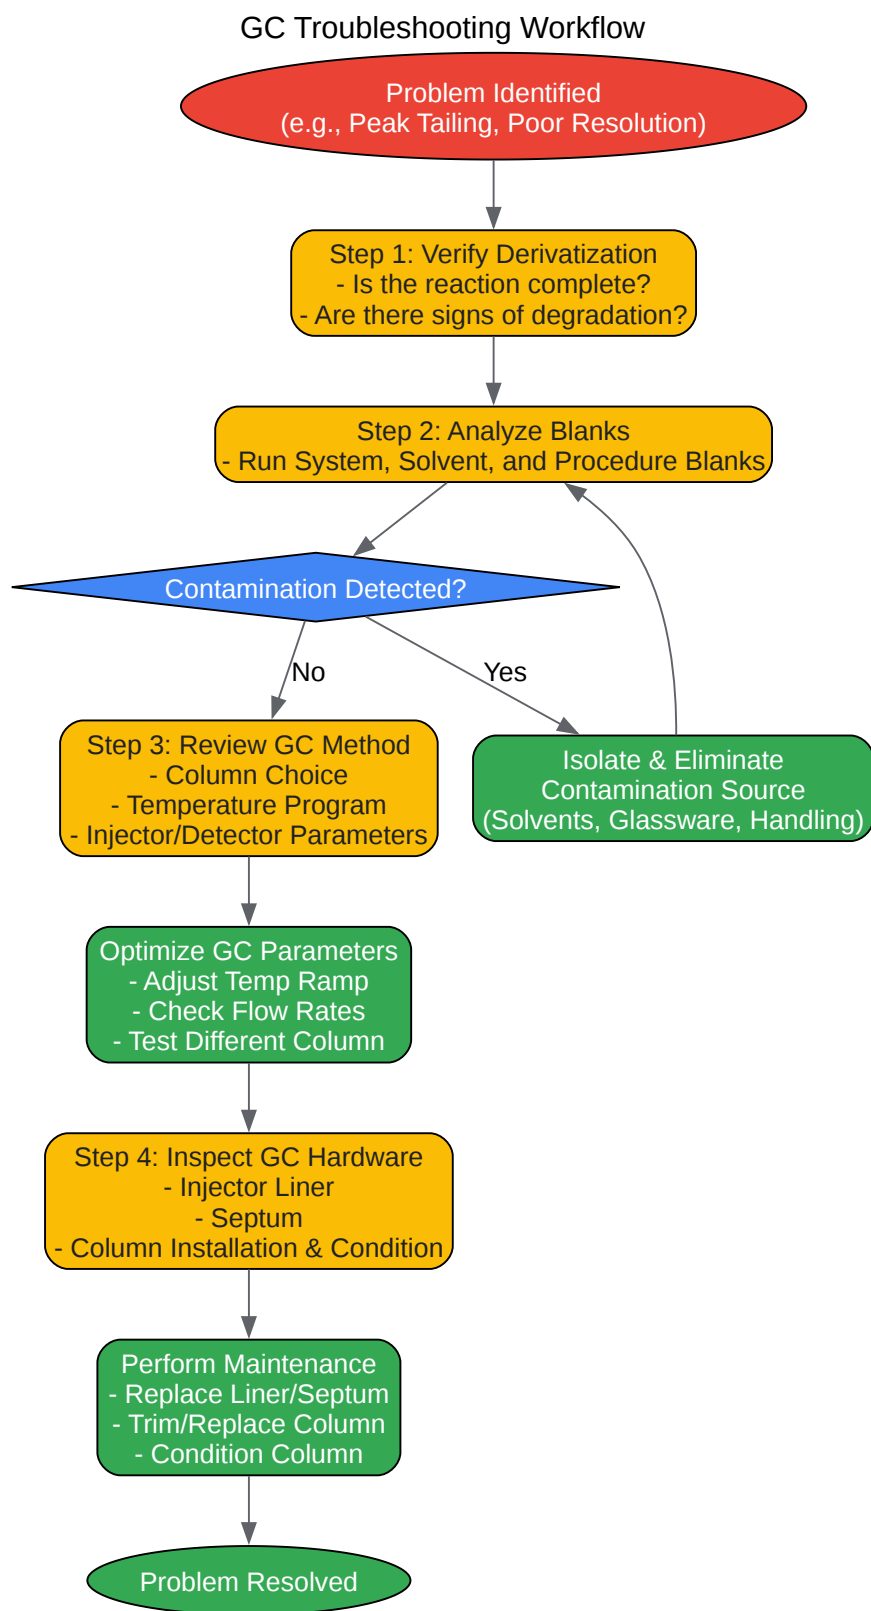 GC Troubleshooting Workflow
Problem Identified
(e.g., Peak Tailing, Poor Resolution)
Step 1: Verify Derivatization
- Is the reaction complete?
- Are there signs of degradation?
Step 2: Analyze Blanks
- Run System, Solvent, and Procedure Blanks
Contamination Detected?
No
Yes
Step 3: Review GC Method
- Column Choice
- Temperature Program
- Injector/Detector Parameters
Isolate & Eliminate
Contamination Source
(Solvents, Glassware, Handling)
Optimize GC Parameters
- Adjust Temp Ramp
- Check Flow Rates
- Test Different Column
Step 4: Inspect GC Hardware
- Injector Liner
- Septum
- Column Installation & Condition
Perform Maintenance
- Replace Liner/Septum
- Trim/Replace Column
- Condition Column
Problem Resolved